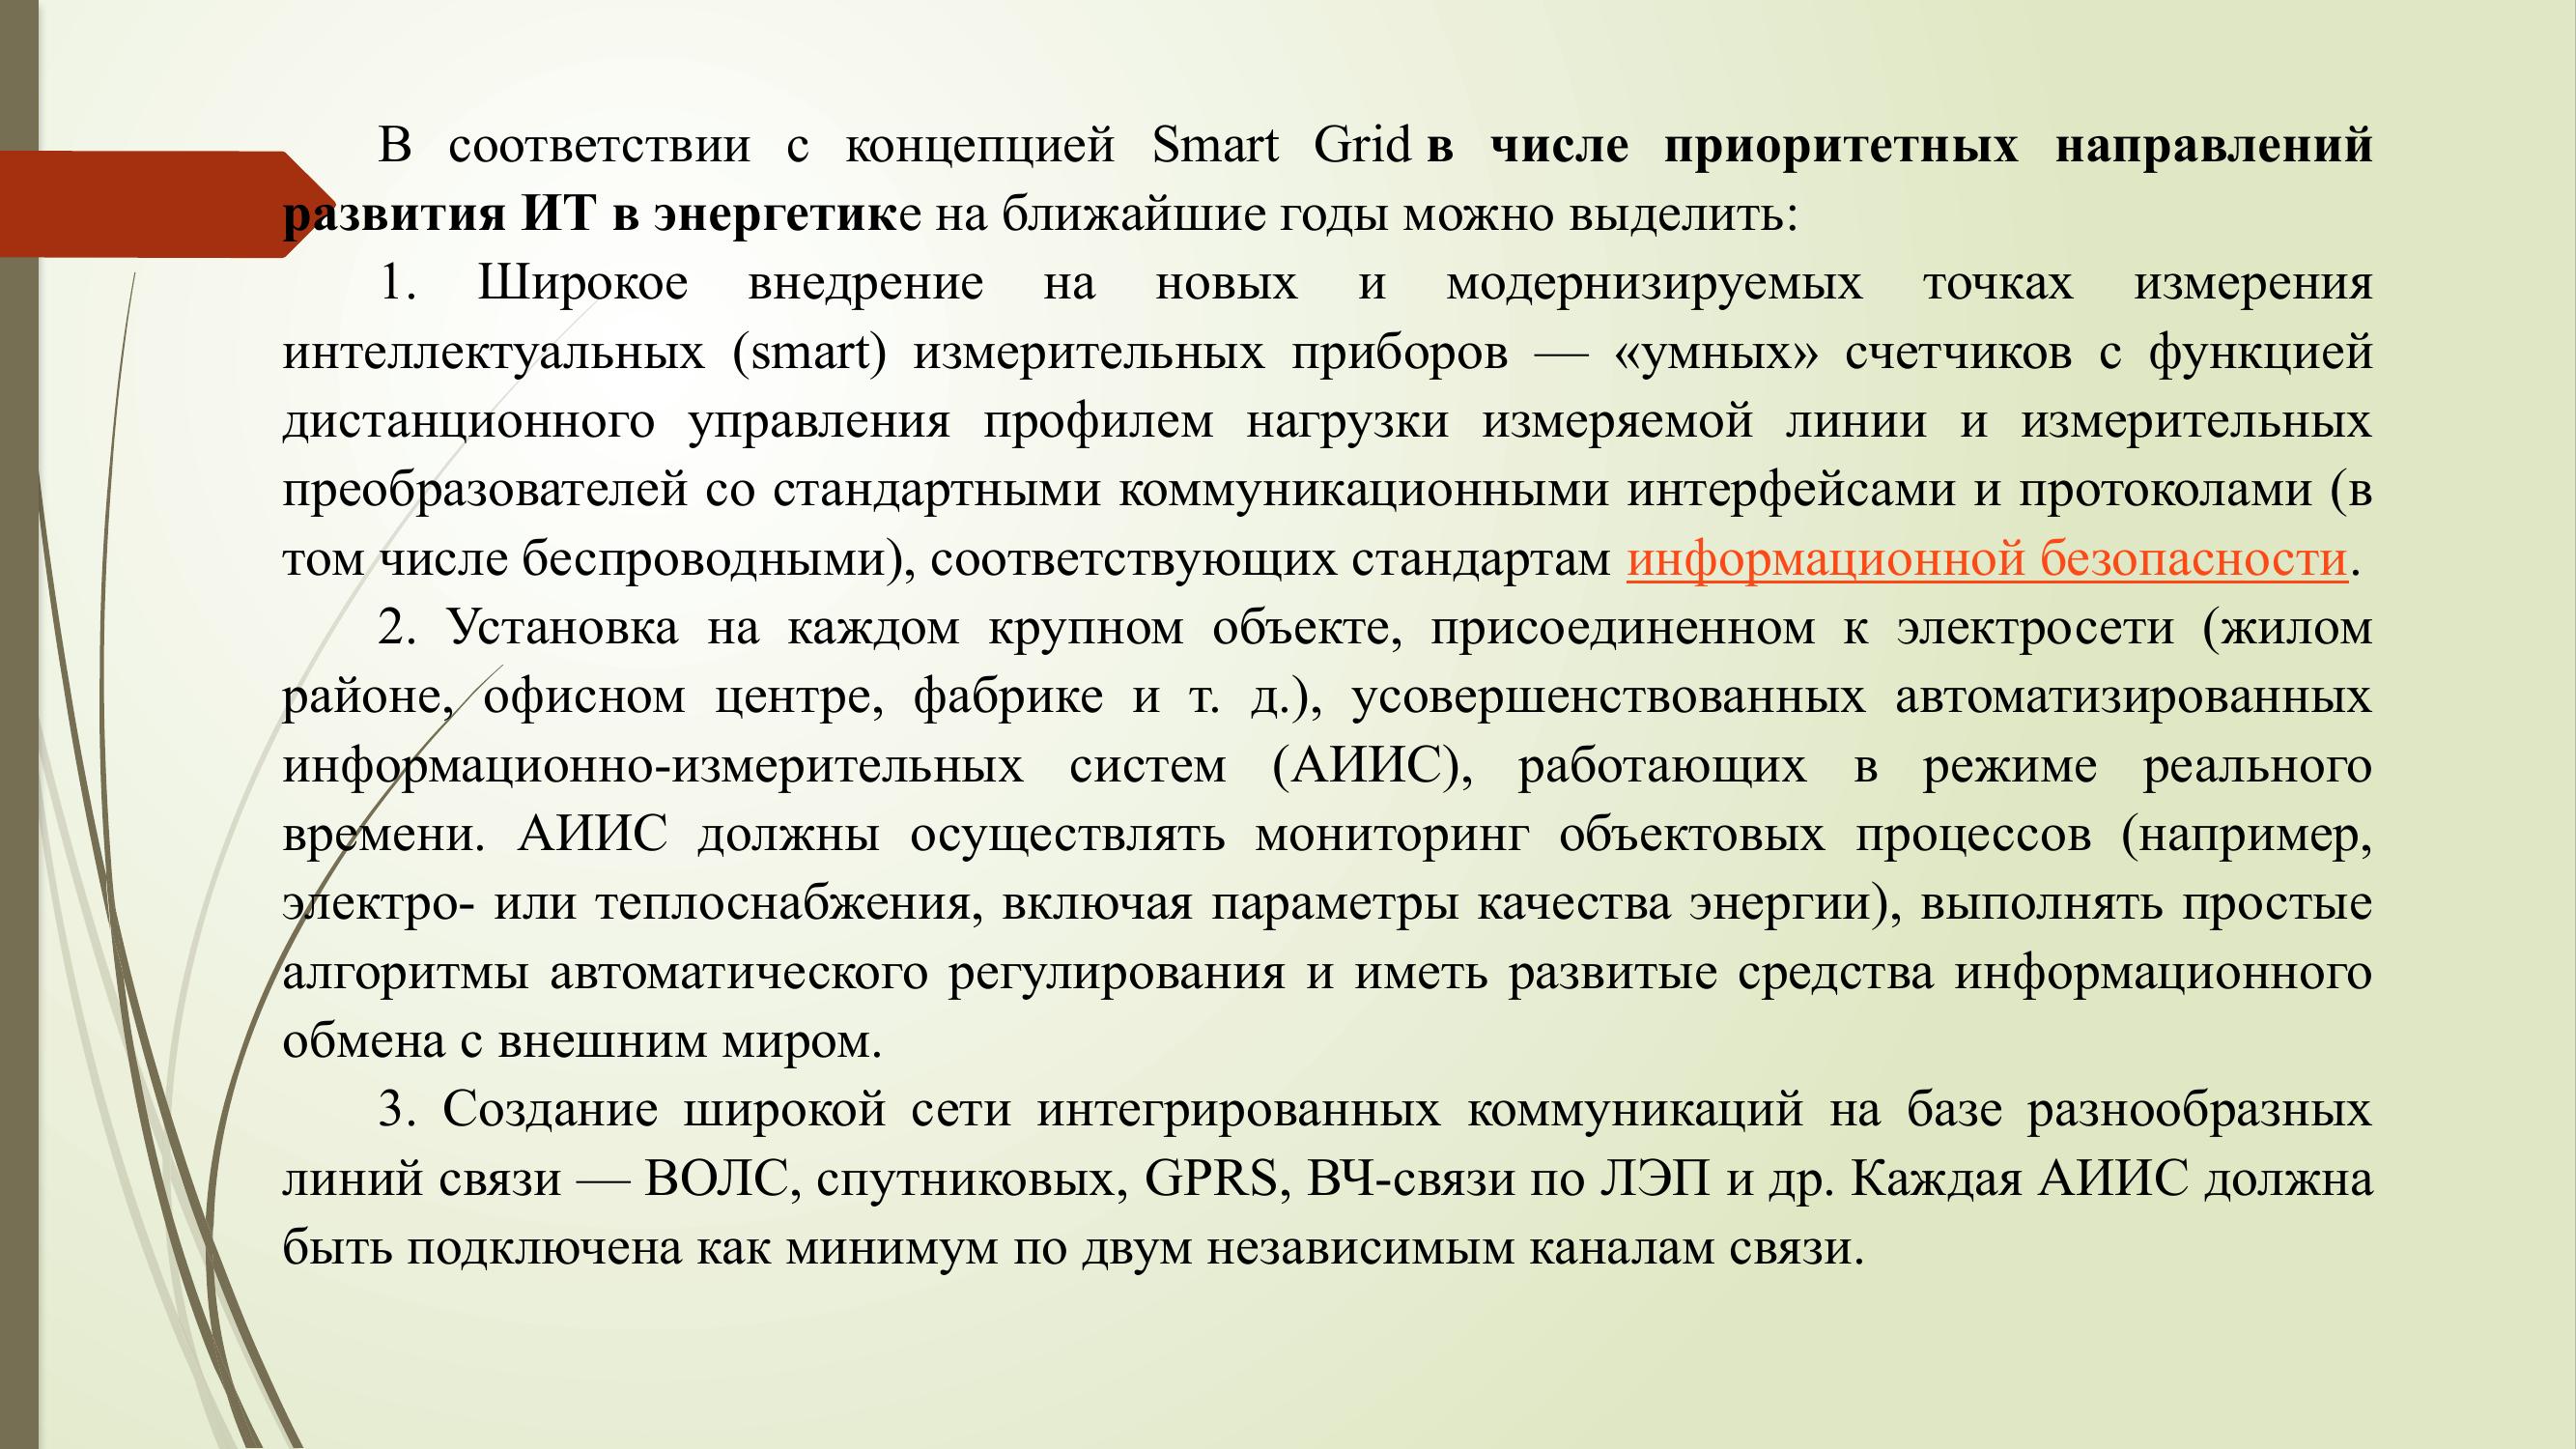 В соответствии с концепцией Smart Grid в числе приоритетных направлений
развития ИТ в энергетике на ближайшие годы можно выделить:
1. Широкое внедрение на новых и модернизируемых точках измерения
интеллектуальных (smart) измерительных приборов — «умных» счетчиков с функцией
дистанционного управления профилем нагрузки измеряемой линии и измерительных
преобразователей со стандартными коммуникационными интерфейсами и протоколами (в
том числе беспроводными), соответствующих стандартам информационной безопасности.
2. Установка на каждом крупном объекте, присоединенном к электросети (жилом
районе, офисном центре, фабрике и т. д.), усовершенствованных автоматизированных
информационно-измерительных систем (АИИС), работающих в режиме реального
времени. АИИС должны осуществлять мониторинг объектовых процессов (например,
электро- или теплоснабжения, включая параметры качества энергии), выполнять простые
алгоритмы автоматического регулирования и иметь развитые средства информационного
обмена с внешним миром.
3. Создание широкой сети интегрированных коммуникаций на базе разнообразных
линий связи — ВОЛС, спутниковых, GPRS, ВЧ-связи по ЛЭП и др. Каждая АИИС должна
быть подключена как минимум по двум независимым каналам связи.